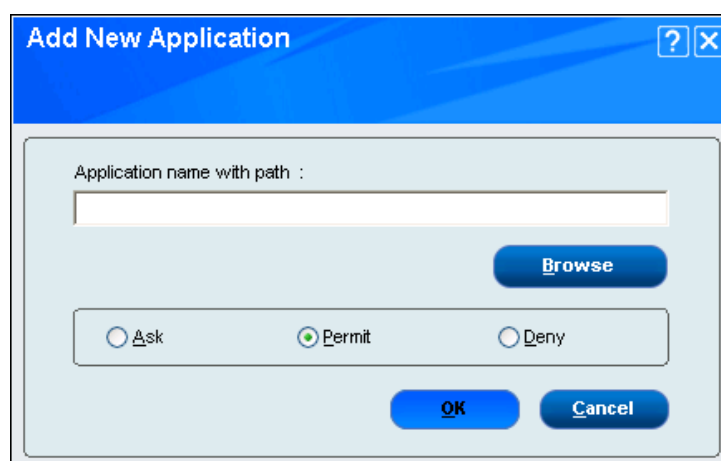 Add New Application
?
Application name with path :
Browse
Ask Permit Deny
OK Cancel